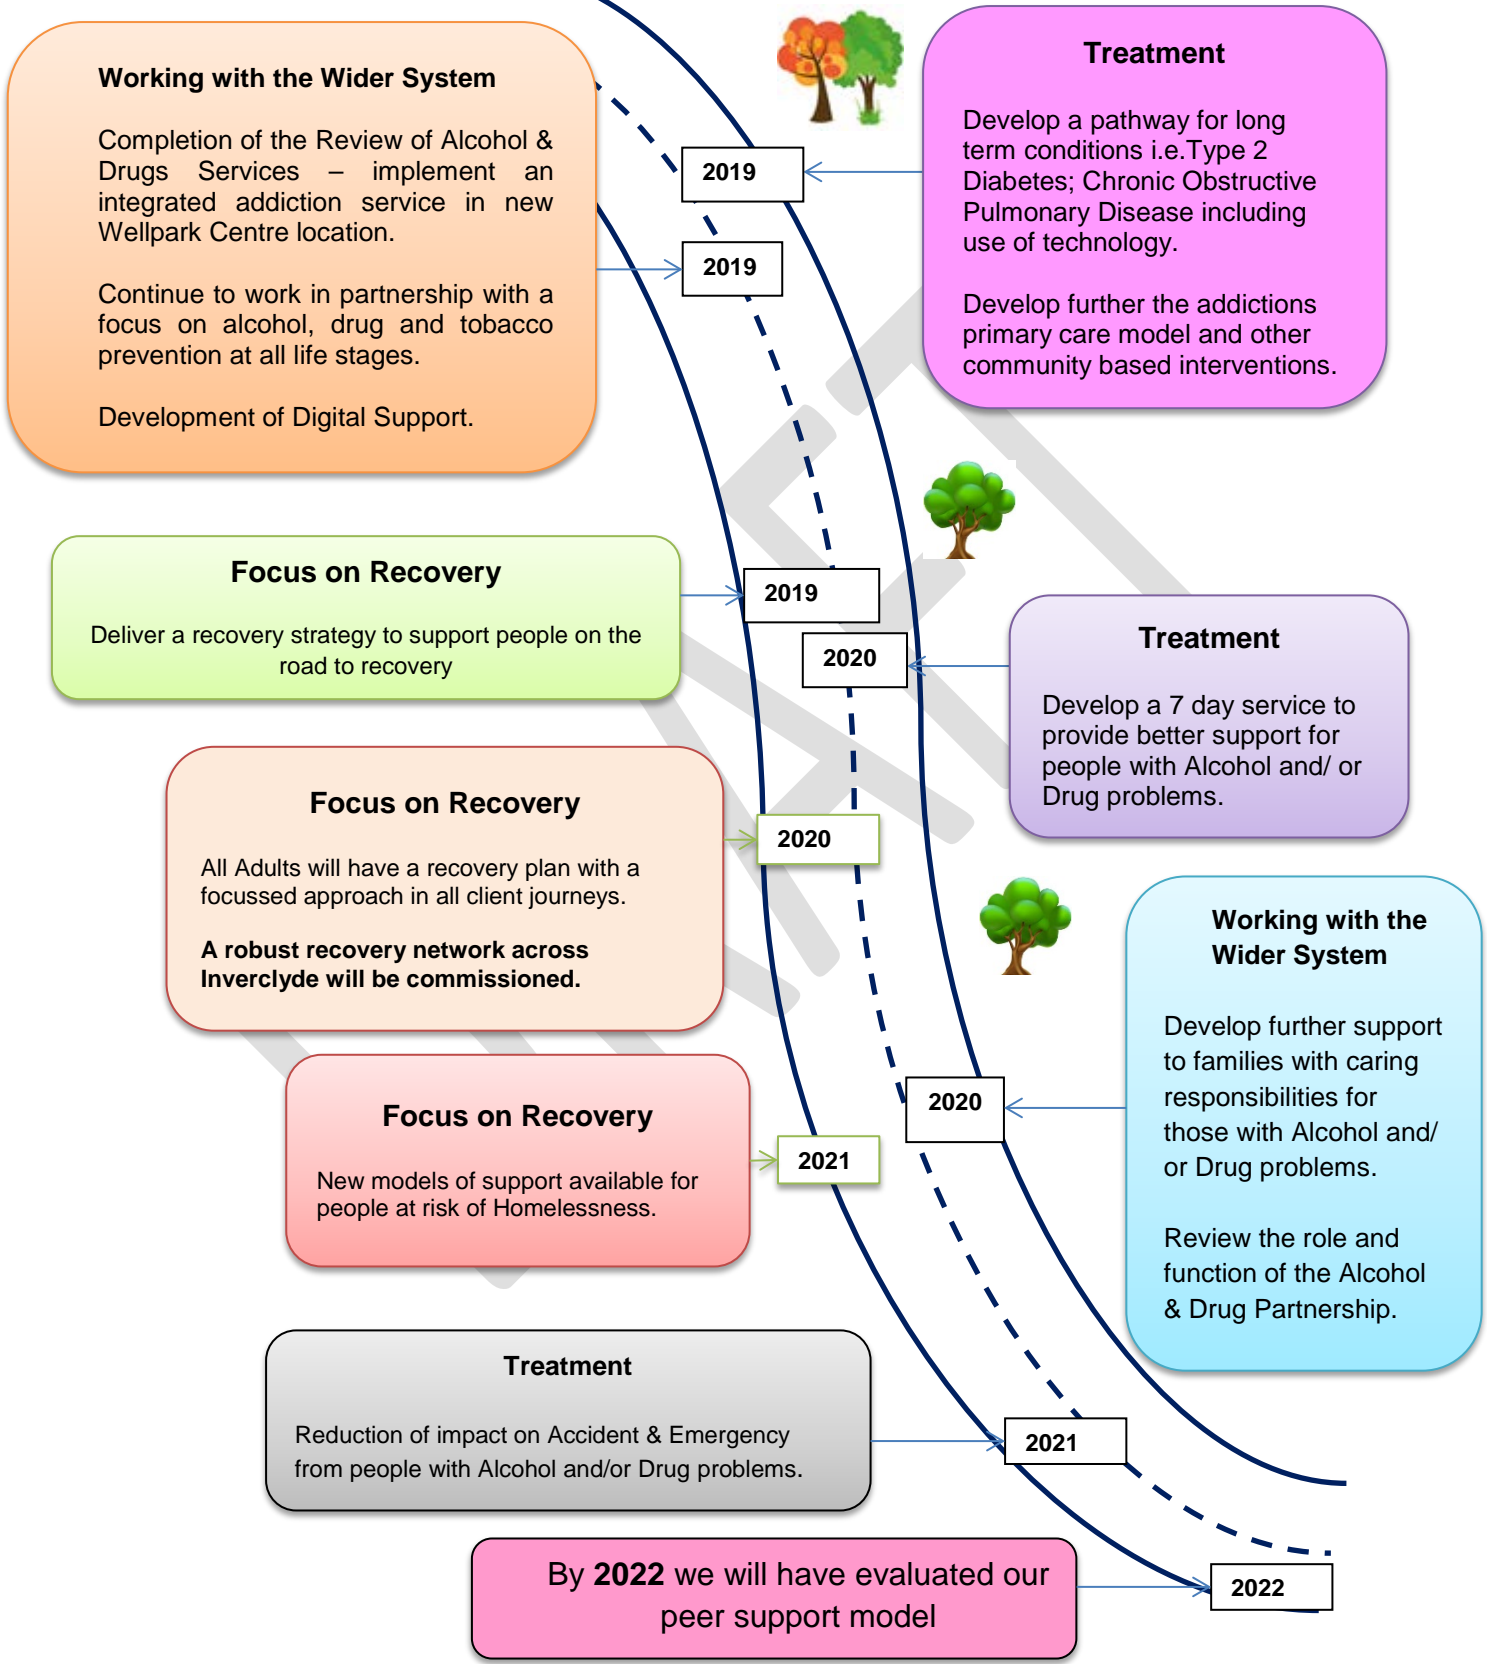 Working with the Wider System
Completion of the Review of Alcohol &
Drugs Services – implement an
integrated addiction service in new
Wellpark Centre location.
Continue to work in partnership with a
focus on alcohol, drug and tobacco
prevention at all life stages.
Development of Digital Support.
2019
Treatment
Develop a pathway for long
term conditions i.e.Type 2
Diabetes; Chronic Obstructive
Pulmonary Disease including
use of technology.
Develop further the addictions
primary care model and other
community based interventions.
2019
Focus on Recovery
Deliver a recovery strategy to support people on the
road to recovery
2019
2020
Treatment
Develop a 7 day service to
provide better support for
people with Alcohol and/ or
Drug problems.
Focus on Recovery
All Adults will have a recovery plan with a
focussed approach in all client journeys.
A robust recovery network across
Inverclyde will be commissioned.
2020
Working with the
Wider System
Develop further support
to families with caring
responsibilities for
those with Alcohol and/
or Drug problems.
Review the role and
function of the Alcohol
& Drug Partnership.
2020
Focus on Recovery
New models of support available for
people at risk of Homelessness.
2021
Treatment
Reduction of impact on Accident & Emergency
from people with Alcohol and/or Drug problems.
2021
By 2022 we will have evaluated our
peer support model
2022
DRAFT